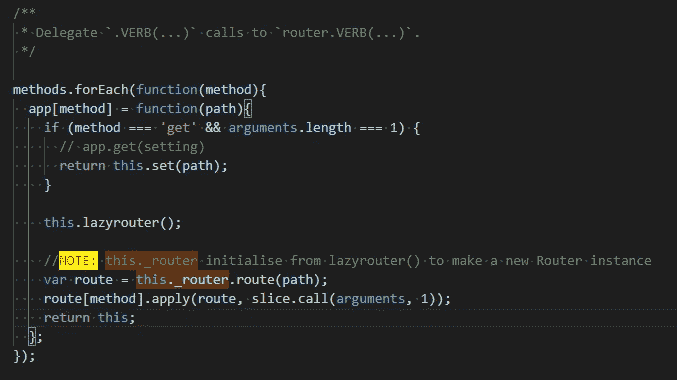 /**
 * Delegate `.VERB(...)` calls to `router.VERB(...)`.
 */
methods.forEach(function(method){
  app[method] = function(path){
    if (method === 'get' && arguments.length === 1) {
      // app.get(setting)
      return this.set(path);
    }
    this.lazyrouter();
    //NOTE: this._router initialise from lazyrouter() to make a new Router instance
    var route = this._router.route(path);
    route[method].apply(route, slice.call(arguments, 1));
    return this;
  };
});